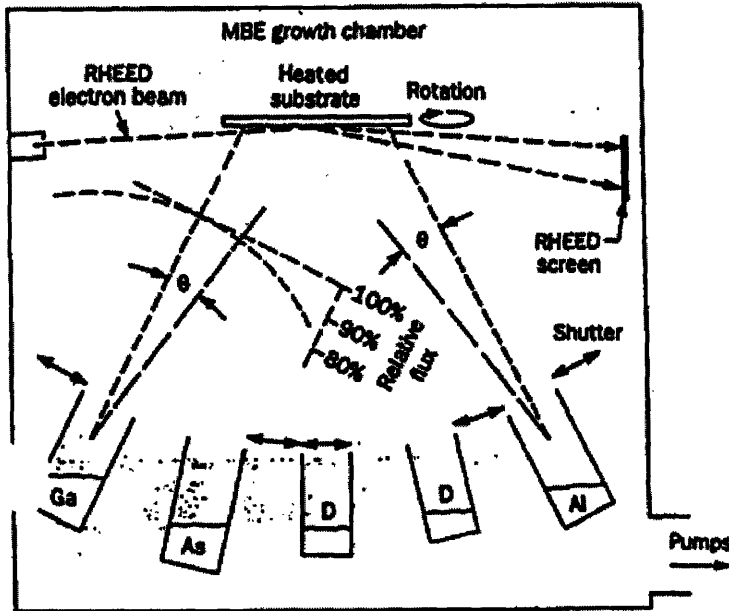 MBE growth chamber
RHEED
electron beam
Heated
substrate
Rotation
θ
θ
RHEED
screen
100%
90%
80%
Relative
flux
Shutter
Ga
As
D
D
Al
Pumps